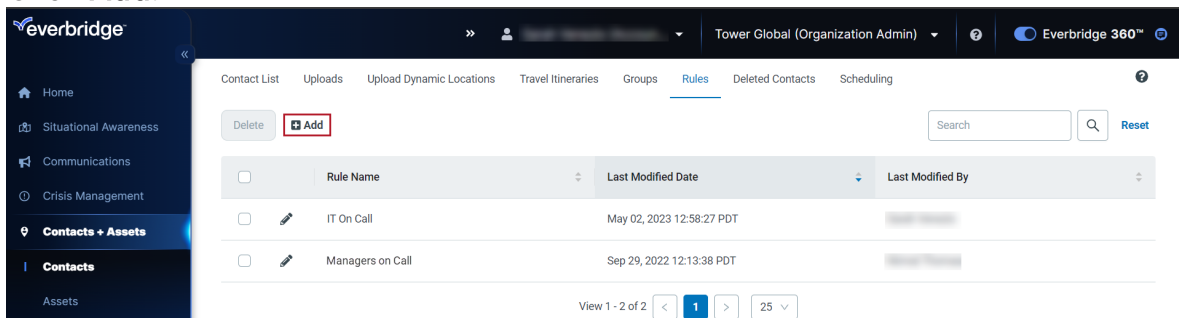 everbridge™
» Tower Global (Organization Admin) Everbridge 360™
«
Contact List Uploads Upload Dynamic Locations Travel Itineraries Groups Rules Deleted Contacts Scheduling
Home
Situational Awareness
Delete Add Search Reset
Communications
Rule Name Last Modified Date Last Modified By
Crisis Management
IT On Call May 02, 2023 12:58:27 PDT
Contacts + Assets
Contacts
Managers on Call Sep 29, 2022 12:13:38 PDT
Assets
View 1 - 2 of 2 < 1 > 25